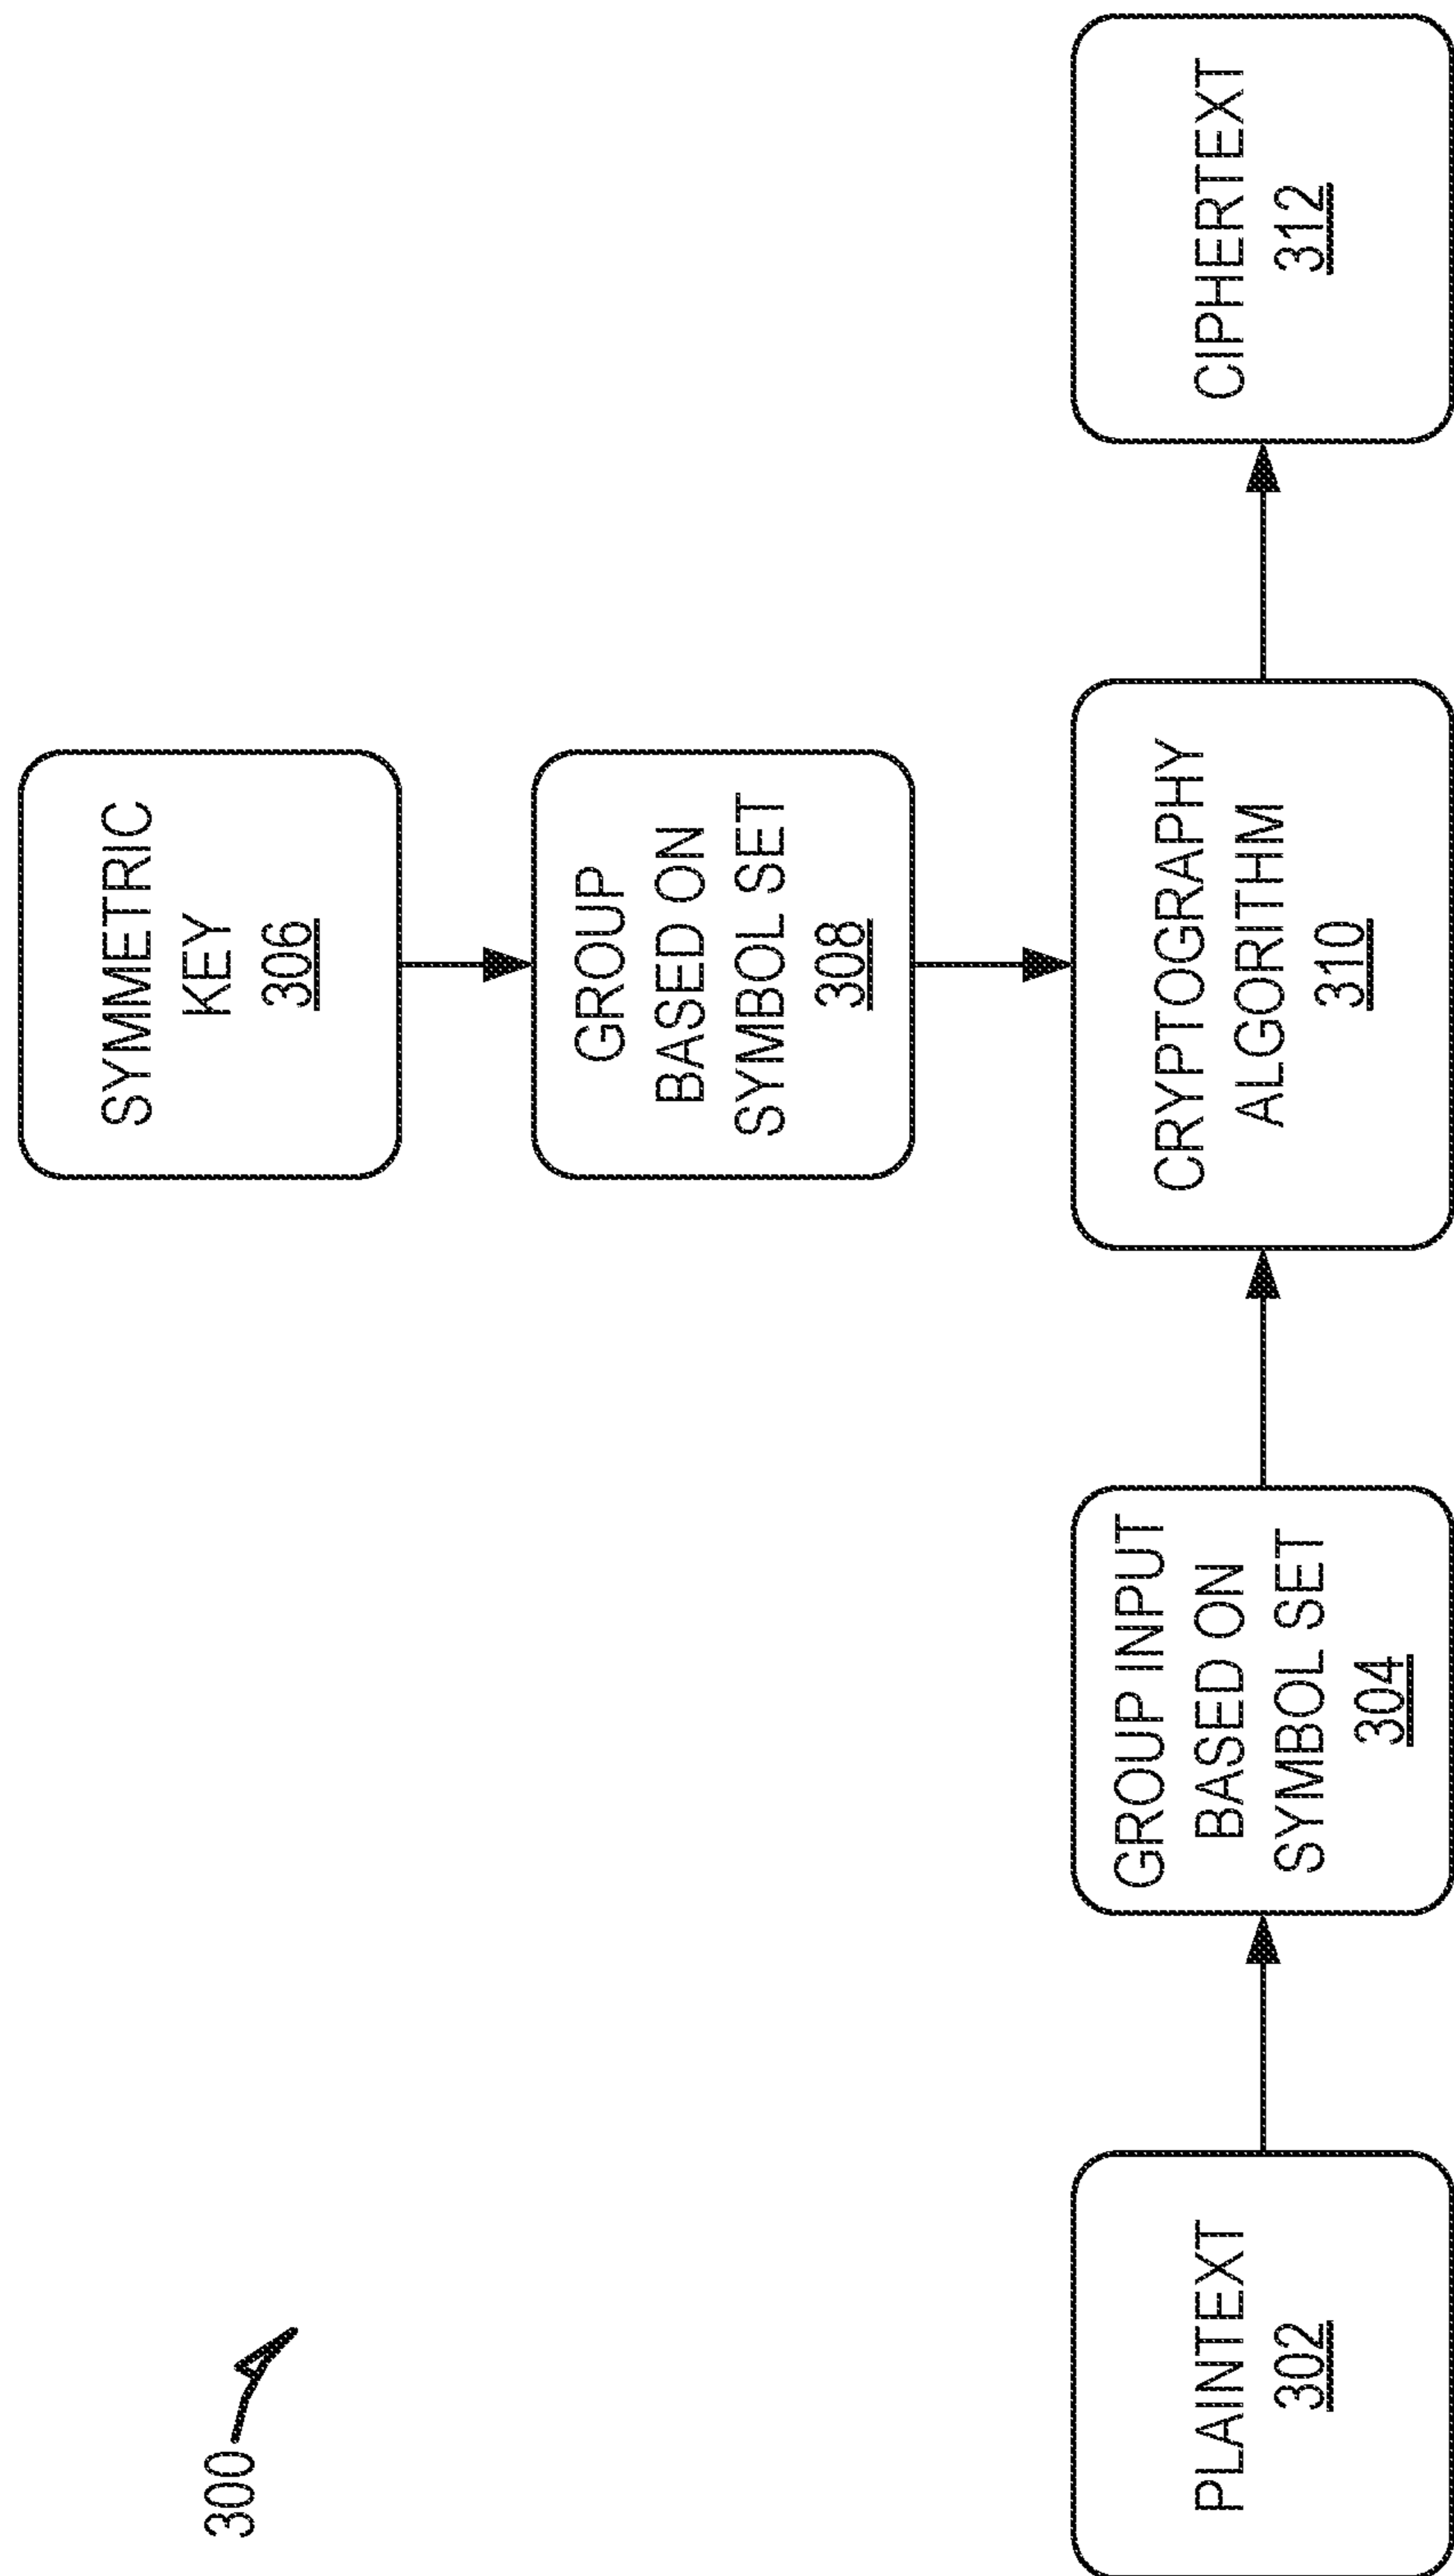 300
SYMMETRIC
KEY
306
GROUP
BASED ON
SYMBOL SET
308
PLAINTEXT
302
GROUP INPUT
BASED ON
SYMBOL SET
304
CRYPTOGRAPHY
ALGORITHM
310
CIPHERTEXT
312